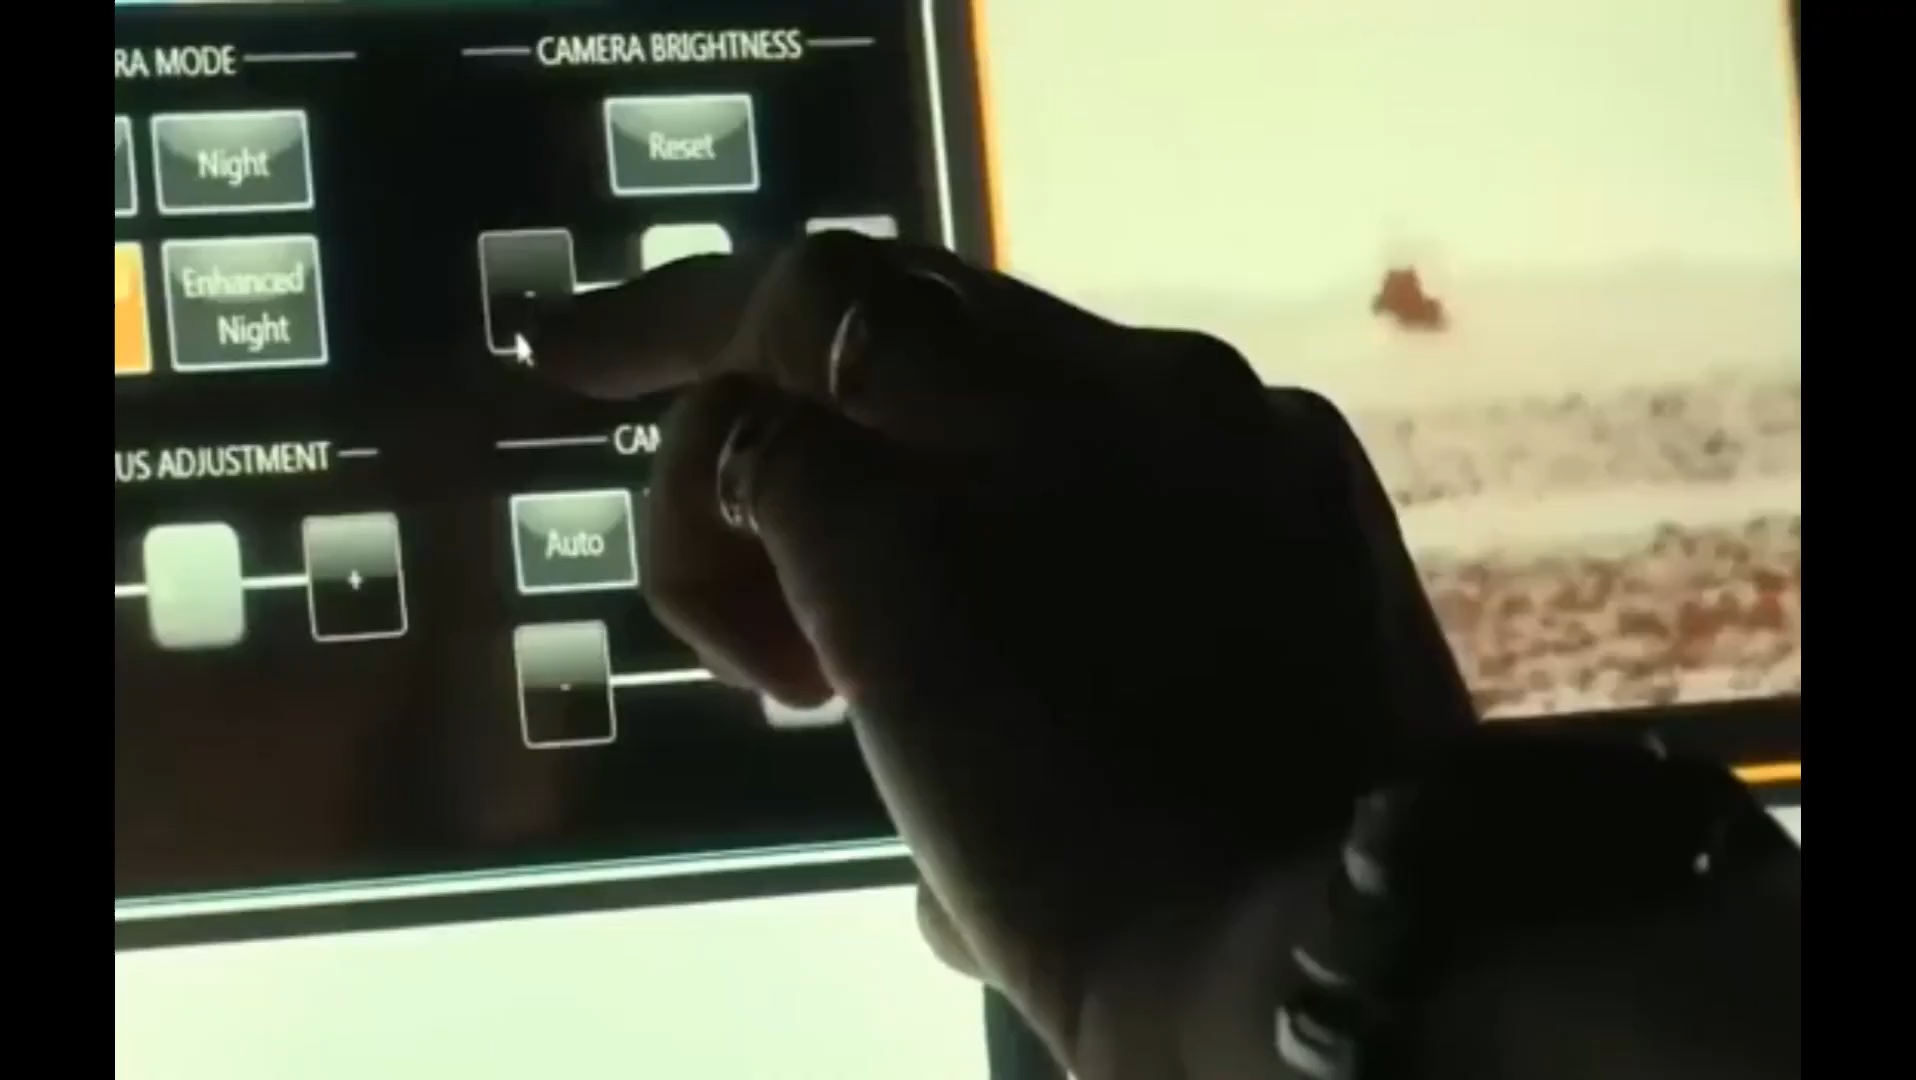 RA MODE
CAMERA BRIGHTNESS
Night
Reset
Enhanced
Night
-
US ADJUSTMENT
CAM
Auto
+
-